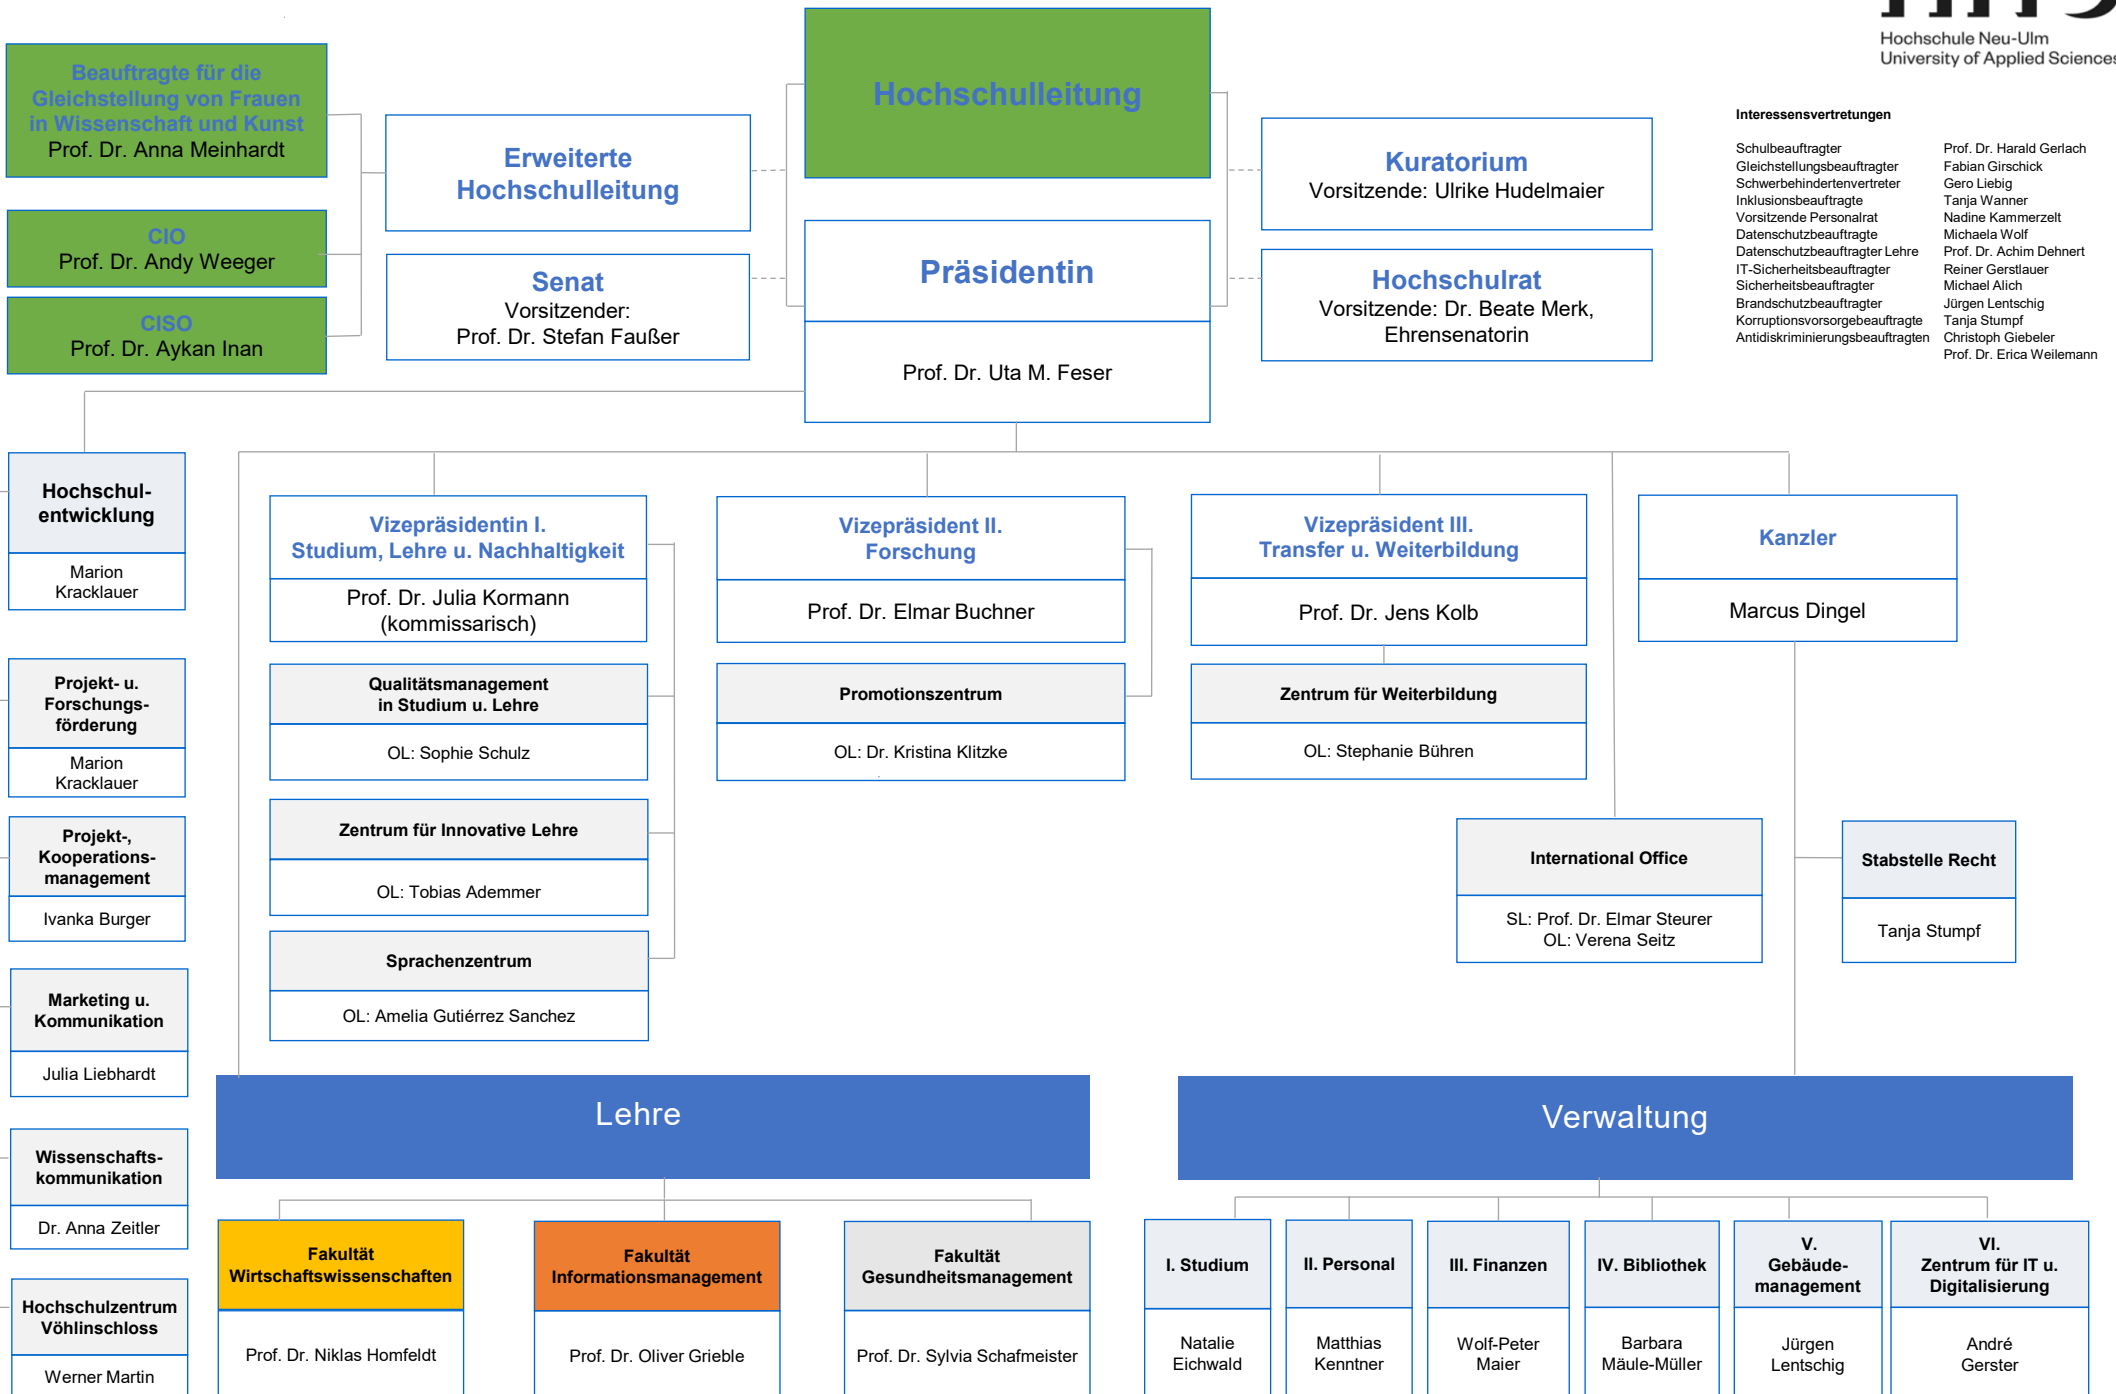 Hochschule Neu-Ulm
University of Applied Sciences
Beauftragte für die
Gleichstellung von Frauen
in Wissenschaft und Kunst
Prof. Dr. Anna Meinhardt
CIO
Prof. Dr. Andy Weeger
CISO
Prof. Dr. Aykan Inan
Erweiterte
Hochschulleitung
Senat
Vorsitzender:
Prof. Dr. Stefan Faußer
Hochschulleitung
Präsidentin
Prof. Dr. Uta M. Feser
Kuratorium
Vorsitzende: Ulrike Hudelmaier
Hochschulrat
Vorsitzende: Dr. Beate Merk,
Ehrensenatorin
Interessensvertretungen
Schulbeauftragter Prof. Dr. Harald Gerlach
Gleichstellungsbeauftragter Fabian Girschick
Schwerbehindertenvertreter Gero Liebig
Inklusionsbeauftragte Tanja Wanner
Vorsitzende Personalrat Nadine Kammerzelt
Datenschutzbeauftragte Michaela Wolf
Datenschutzbeauftragter Lehre Prof. Dr. Achim Dehnert
IT-Sicherheitsbeauftragter Reiner Gerstlauer
Sicherheitsbeauftragter Michael Alich
Brandschutzbeauftragter Jürgen Lentschig
Korruptionsvorsorgebeauftragte Tanja Stumpf
Antidiskriminierungsbeauftragten Christoph Giebeler
Prof. Dr. Erica Weilemann
Hochschul-
entwicklung
Marion
Kracklauer
Projekt- u.
Forschungs-
förderung
Marion
Kracklauer
Projekt-,
Kooperations-
management
Ivanka Burger
Marketing u.
Kommunikation
Julia Liebhardt
Wissenschafts-
kommunikation
Dr. Anna Zeitler
Hochschulzentrum
Vöhlinschloss
Werner Martin
Vizepräsidentin I.
Studium, Lehre u. Nachhaltigkeit
Prof. Dr. Julia Kormann
(kommissarisch)
Qualitätsmanagement
in Studium u. Lehre
OL: Sophie Schulz
Zentrum für Innovative Lehre
OL: Tobias Ademmer
Sprachenzentrum
OL: Amelia Gutiérrez Sanchez
Vizepräsident II.
Forschung
Prof. Dr. Elmar Buchner
Promotionszentrum
OL: Dr. Kristina Klitzke
Vizepräsident III.
Transfer u. Weiterbildung
Prof. Dr. Jens Kolb
Zentrum für Weiterbildung
OL: Stephanie Bühren
International Office
SL: Prof. Dr. Elmar Steurer
OL: Verena Seitz
Kanzler
Marcus Dingel
Stabstelle Recht
Tanja Stumpf
Lehre
Fakultät
Wirtschaftswissenschaften
Prof. Dr. Niklas Homfeldt
Fakultät
Informationsmanagement
Prof. Dr. Oliver Grieble
Fakultät
Gesundheitsmanagement
Prof. Dr. Sylvia Schafmeister
Verwaltung
I. Studium
Natalie
Eichwald
II. Personal
Matthias
Kenntner
III. Finanzen
Wolf-Peter
Maier
IV. Bibliothek
Barbara
Mäule-Müller
V.
Gebäude-
management
Jürgen
Lentschig
VI.
Zentrum für IT u.
Digitalisierung
André
Gerster